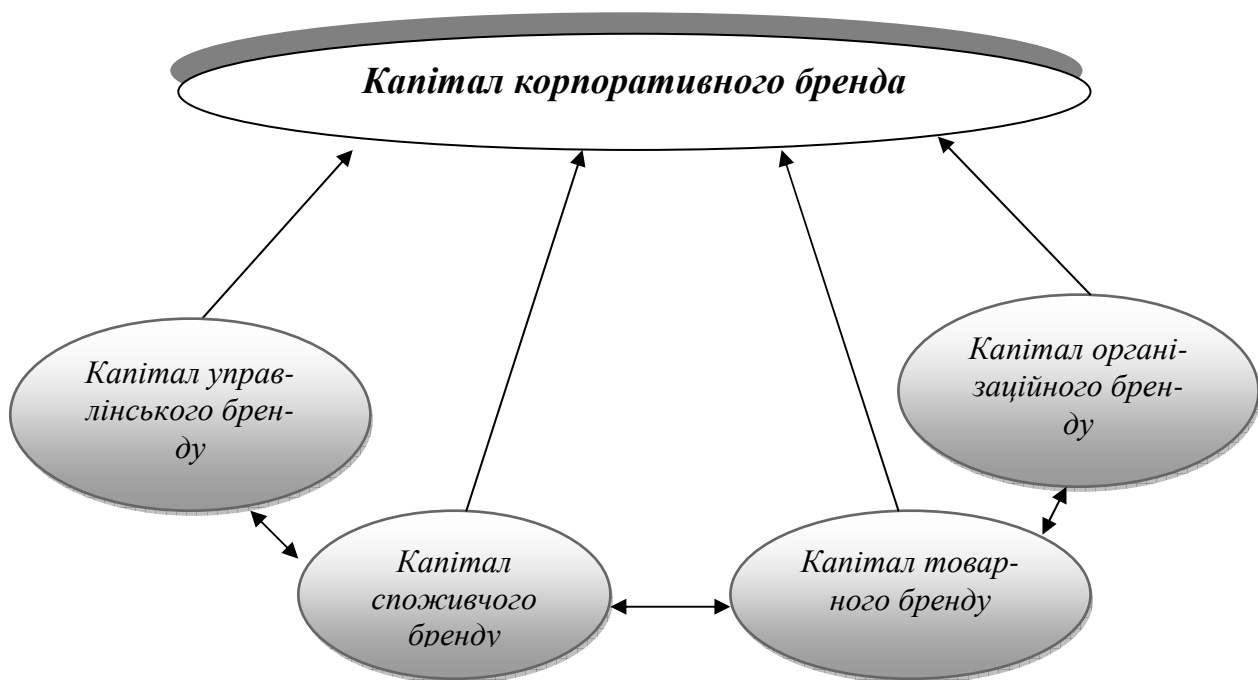 Капітал корпоративного бренда
Капітал управ-
лінського брен-
ду
Капітал органі-
заційного брен-
ду
Капітал
споживчого
бренду
Капітал товар-
ного бренду